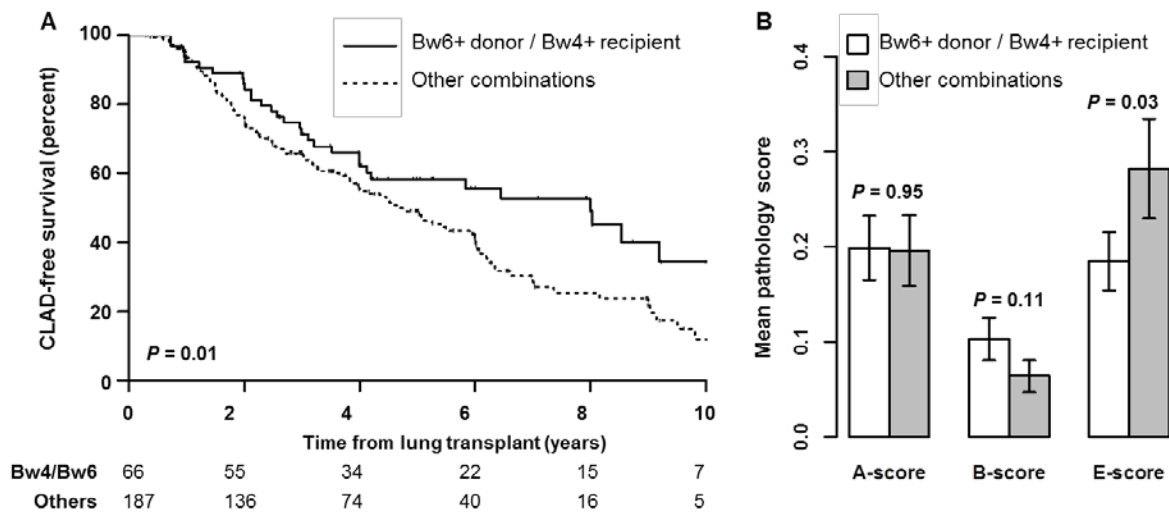 A
CLAD-free survival (percent)
100
80
60
40
20
0
Bw6+ donor / Bw4+ recipient
Other combinations
P = 0.01
0 2 4 6 8 10
Time from lung transplant (years)
Bw4/Bw6 66 55 34 22 15 7
Others 187 136 74 40 16 5
B
Mean pathology score
0.4
0.3
0.2
0.1
0.0
Bw6+ donor / Bw4+ recipient
Other combinations
P = 0.03
P = 0.95
P = 0.11
A-score B-score E-score